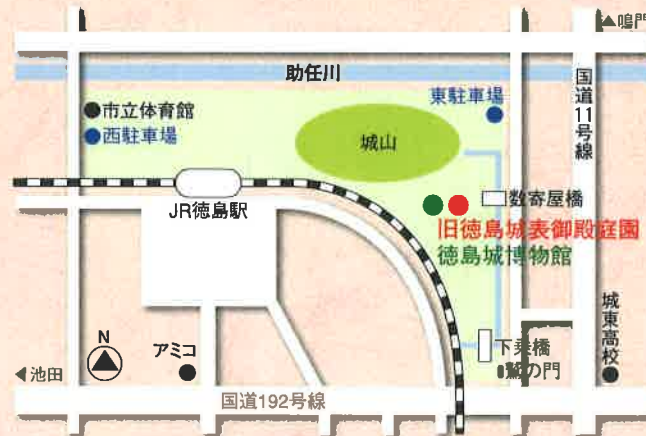 ▲鳴門
助任川
国道11号線
東駐車場
●市立体育館
●西駐車場
城山
JR徳島駅
数寄屋橋
旧徳島城表御殿庭園
徳島城博物館
城東高校
N
アミコ
下乗橋
鷲の門
◀池田
国道192号線